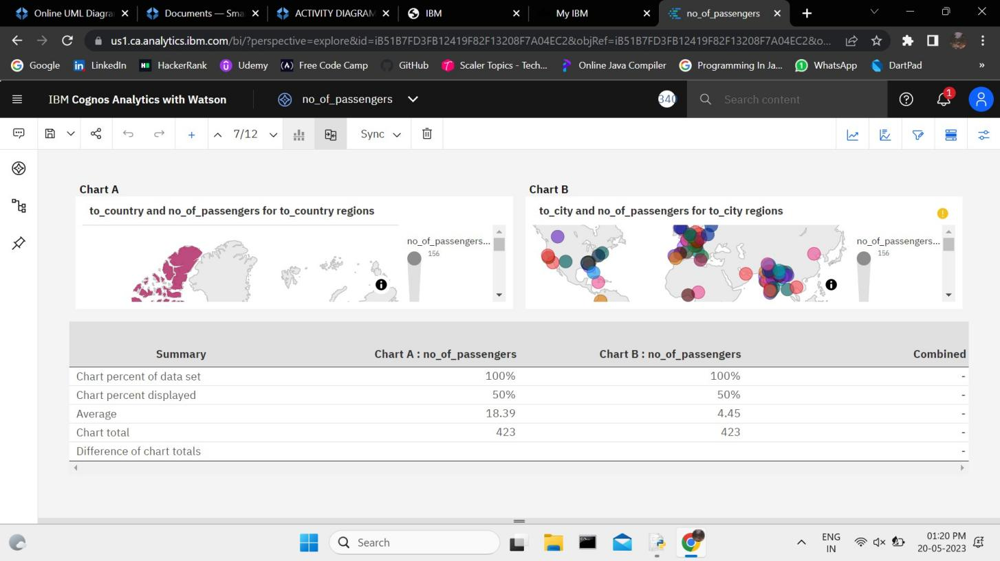 Online UML Diagra
Documents — Sma
ACTIVITY DIAGRAM
IBM
My IBM
no_of_passengers
us1.ca.analytics.ibm.com/bi/?perspective=explore&id=iB51B7FD3FB12419F82F13208F7A04EC2&objRef=iB51B7FD3FB12419F82F13208F7A04EC2&o...
Google
LinkedIn
HackerRank
Udemy
Free Code Camp
GitHub
Scaler Topics - Tech...
Online Java Compiler
Programming In Ja...
WhatsApp
DartPad
»
IBM Cognos Analytics with Watson
no_of_passengers
340
Search content
1
7/12
Sync
Chart A
Chart B
to_country and no_of_passengers for to_country regions
to_city and no_of_passengers for to_city regions
no_of_passengers...
156
no_of_passengers...
156
Summary Chart A : no_of_passengers Chart B : no_of_passengers Combined
Chart percent of data set 100% 100% -
Chart percent displayed 50% 50% -
Average 18.39 4.45 -
Chart total 423 423 -
Difference of chart totals -
Search
ENG
IN
01:20 PM
20-05-2023